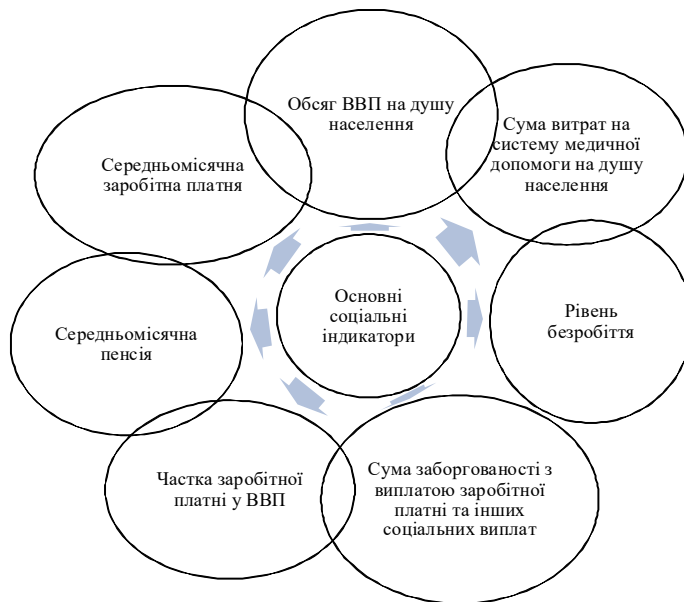 Обсяг ВВП на душу
населення
Сума витрат на
систему медичної
допомоги на душу
населення
Середньомісячна
заробітна платня
Основні
соціальні
індикатори
Рівень
безробіття
Середньомісячна
пенсія
Частка заробітної
платні у ВВП
Сума заборгованості з
виплатою заробітної
платні та інших
соціальних виплат